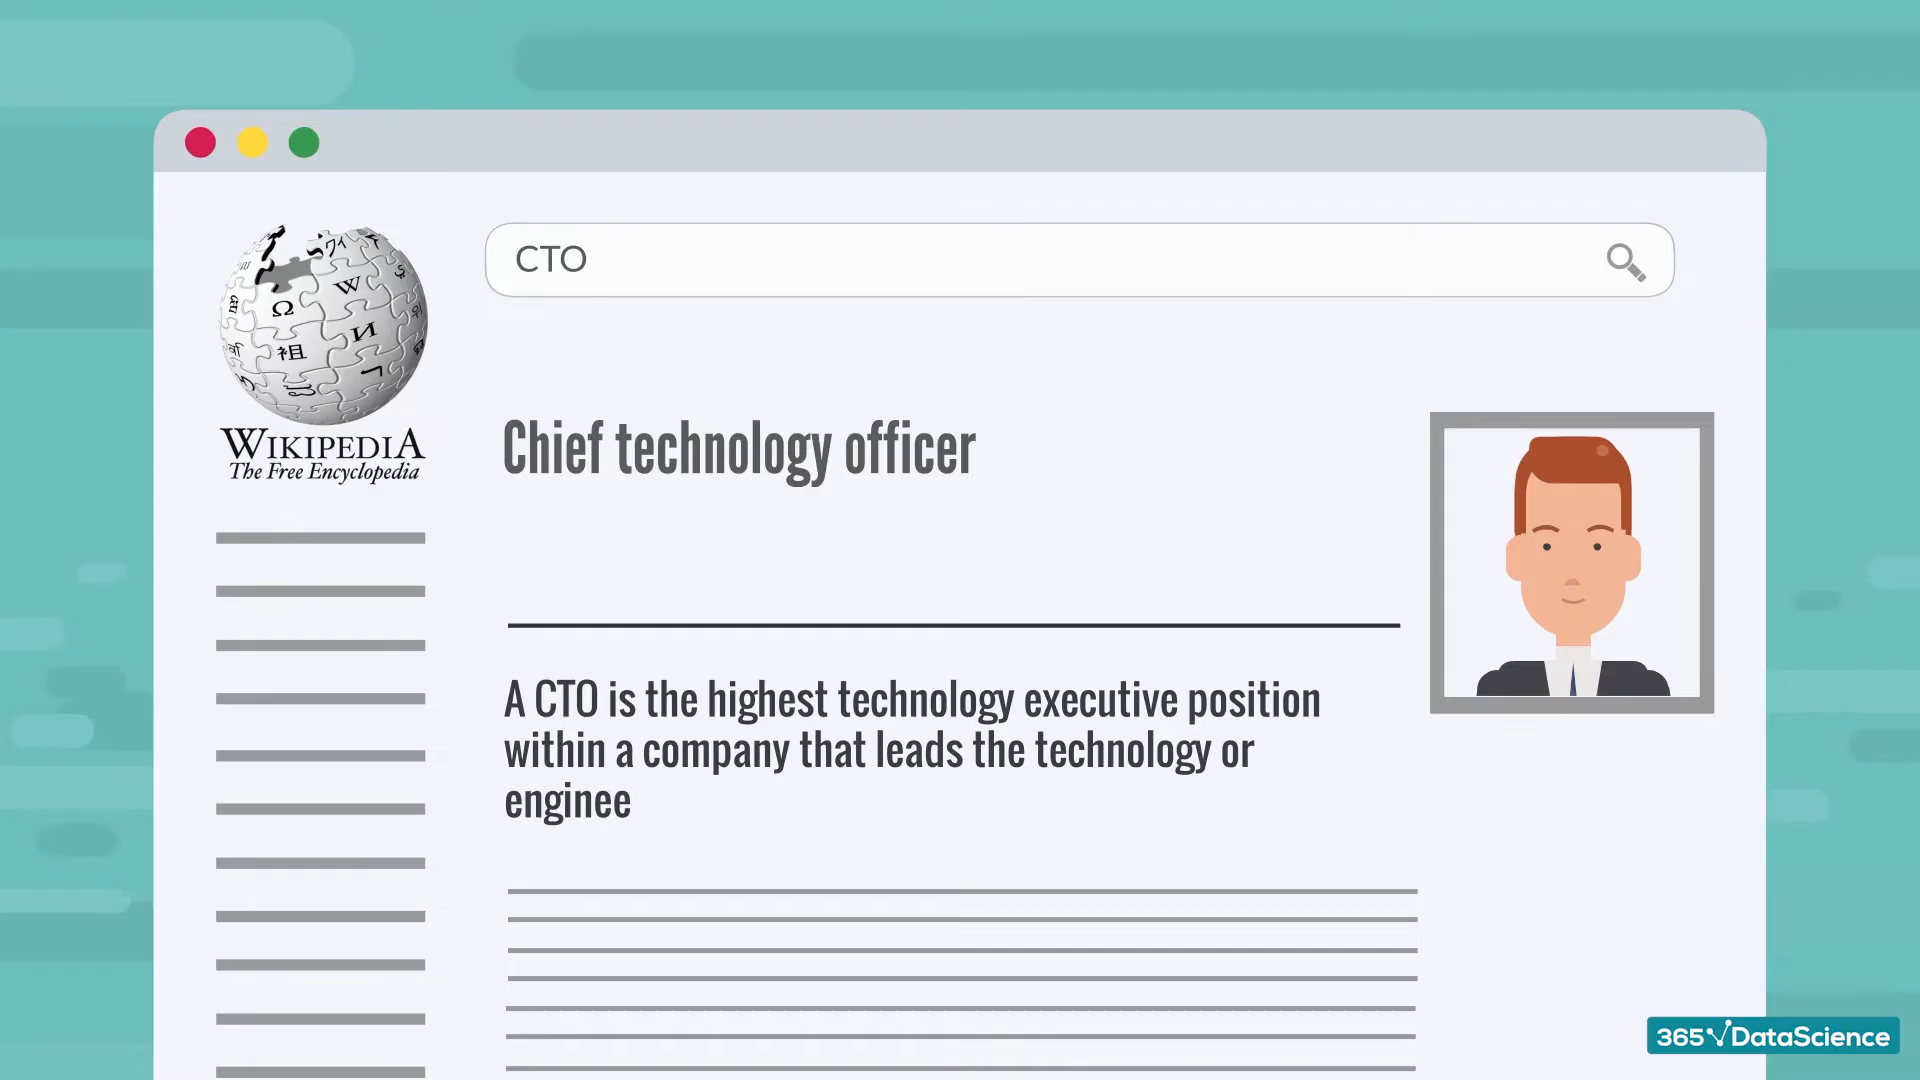 CTO
WIKIPEDIA
The Free Encyclopedia
Chief technology officer
A CTO is the highest technology executive position
within a company that leads the technology or
enginee
365 DataScience